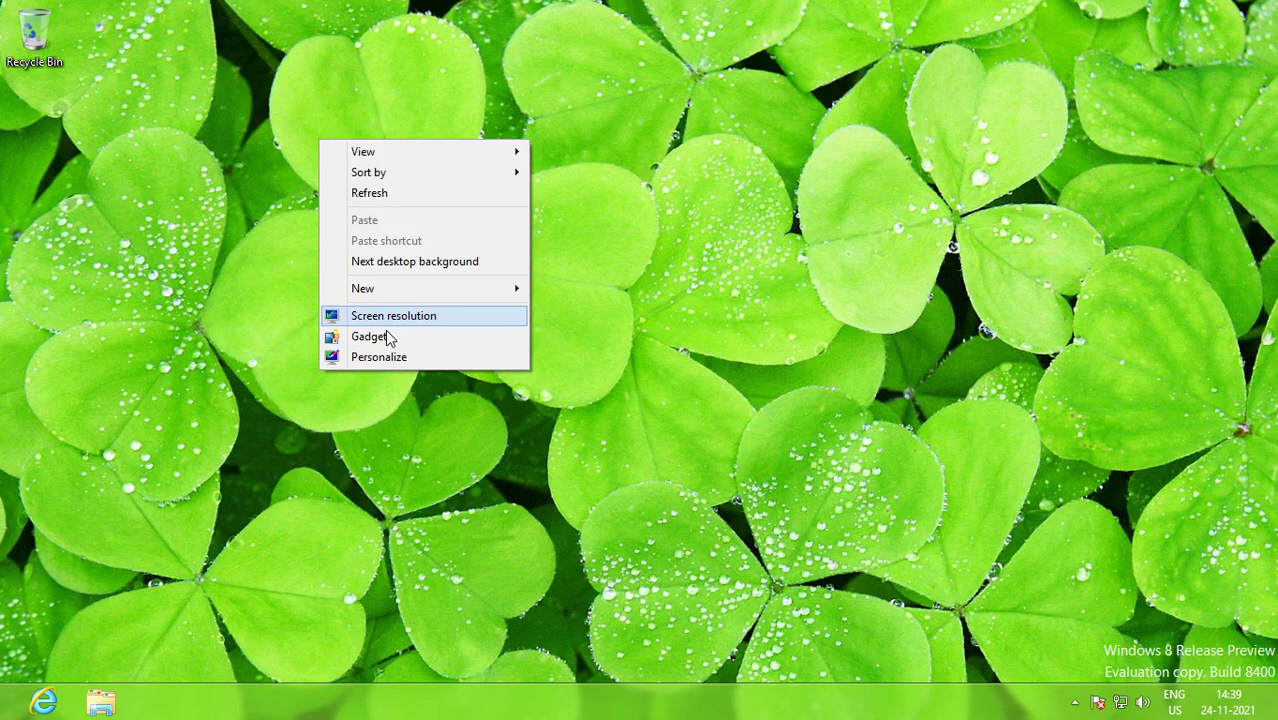 Recycle Bin
View
Sort by
Refresh
Paste
Paste shortcut
Next desktop background
New
Screen resolution
Gadget
Personalize
Windows 8 Release Preview
Evaluation copy. Build 8400
ENG
US
14:39
24-11-2021